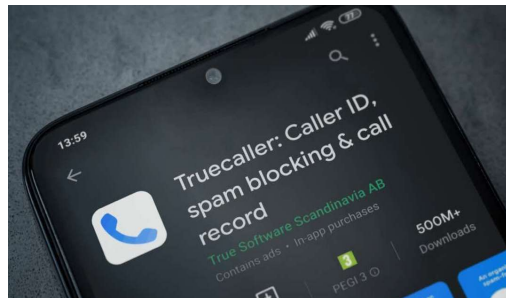 13:59
Truecaller: Caller ID,
spam blocking & call
record
True Software Scandinavia AB
Contains ads • In-app purchases
3
PEGI 3
500M+
Downloads
An